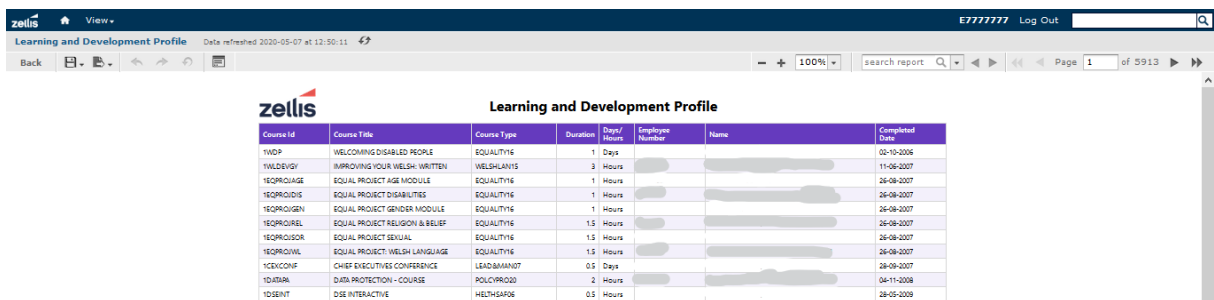 zellis View E7777777 Log Out
Learning and Development Profile Data refreshed 2020-05-07 at 12:50:11
Back 100% search report Page 1 of 5913
zellis Learning and Development Profile
Course Id Course Title Course Type Duration Days/ Hours Employee Number Name Completed Date
1WDP WELCOMING DISABLED PEOPLE EQUALITY16 1 Days 02-10-2006
1WLDEVGY IMPROVING YOUR WELSH: WRITTEN WELSHLAN15 3 Hours 11-06-2007
1EQPROJAGE EQUAL PROJECT AGE MODULE EQUALITY16 1 Hours 26-08-2007
1EQPROJDIS EQUAL PROJECT DISABILITIES EQUALITY16 1 Hours 26-08-2007
1EQPROJGEN EQUAL PROJECT GENDER MODULE EQUALITY16 1 Hours 26-08-2007
1EQPROJREL EQUAL PROJECT RELIGION & BELIEF EQUALITY16 1.5 Hours 26-08-2007
1EQPROJSOR EQUAL PROJECT SEXUAL EQUALITY16 1.5 Hours 26-08-2007
1EQPROJWL EQUAL PROJECT: WELSH LANGUAGE EQUALITY16 1.5 Hours 26-08-2007
1CEXCONF CHIEF EXECUTIVES CONFERENCE LEAD&MAN07 0.5 Days 28-09-2007
1DATAPA DATA PROTECTION - COURSE POLCYPRO20 2 Hours 04-11-2008
1DSEINT DSE INTERACTIVE HELTHSAF06 0.5 Hours 28-05-2009